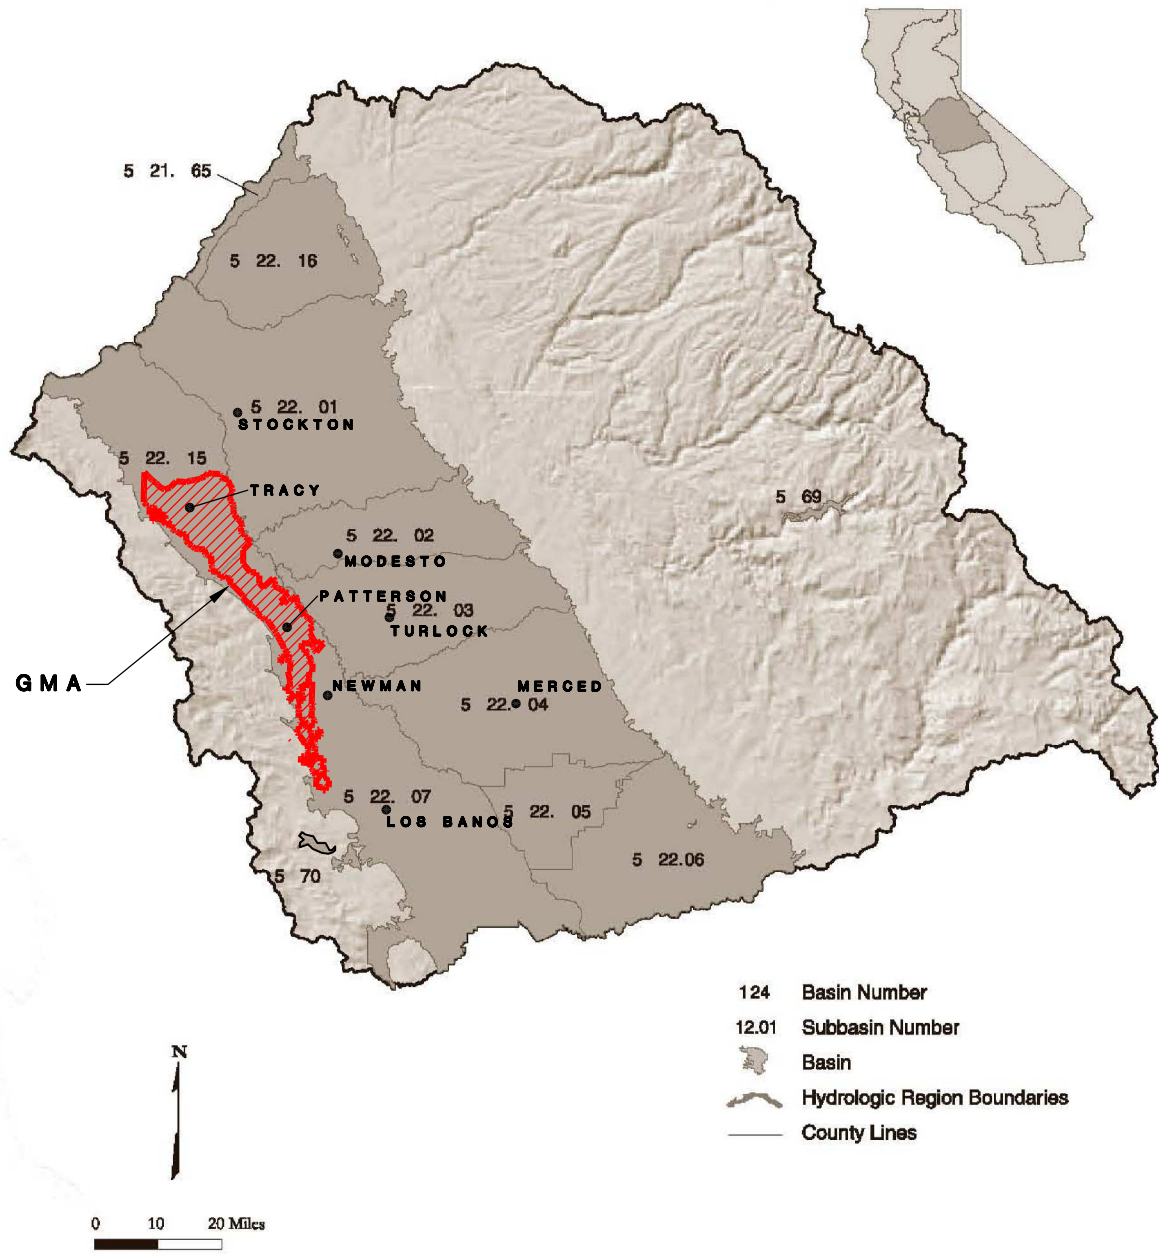 5 21. 65
5 22. 16
5 22. 01
STOCKTON
5 22. 15
TRACY
5 69
5 22. 02
MODESTO
PATTERSON
5 22. 03
TURLOCK
GMA
NEWMAN
MERCED
5 22. 04
5 22. 07
5 22. 05
LOS BANOS
5 22.06
5 70
124 Basin Number
12.01 Subbasin Number
Basin
Hydrologic Region Boundaries
County Lines
N
0 10 20 Miles